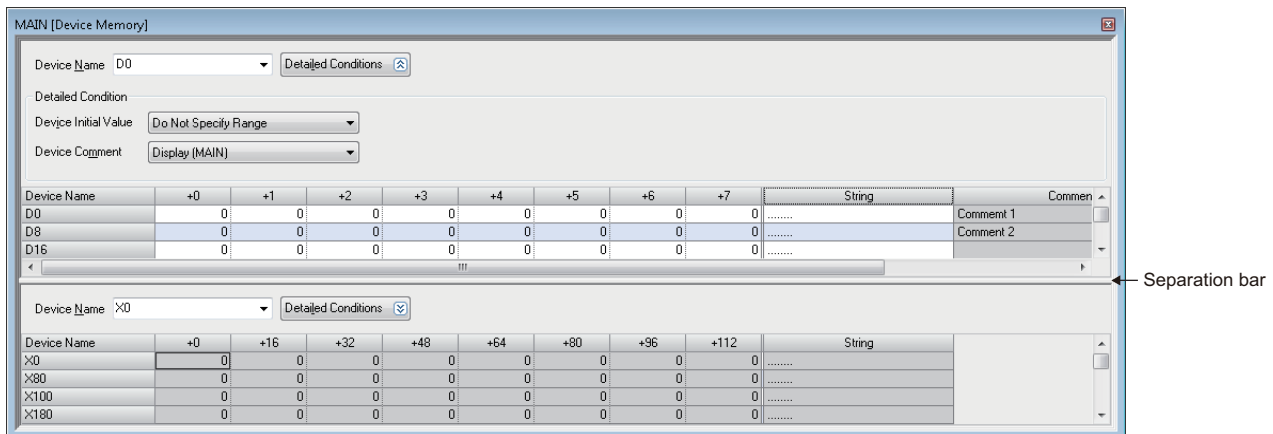 MAIN [Device Memory]
Device Name D0 Detailed Conditions
Detailed Condition
Device Initial Value Do Not Specify Range
Device Comment Display (MAIN)
Device Name +0 +1 +2 +3 +4 +5 +6 +7 String Commen
D0 0 0 0 0 0 0 0 0 ........ Commemt 1
D8 0 0 0 0 0 0 0 0 ........ Comment 2
D16 0 0 0 0 0 0 0 0 ........
Separation bar
Device Name X0 Detailed Conditions
Device Name +0 +16 +32 +48 +64 +80 +96 +112 String
X0 0 0 0 0 0 0 0 0 ........
X80 0 0 0 0 0 0 0 0 ........
X100 0 0 0 0 0 0 0 0 ........
X180 0 0 0 0 0 0 0 0 ........